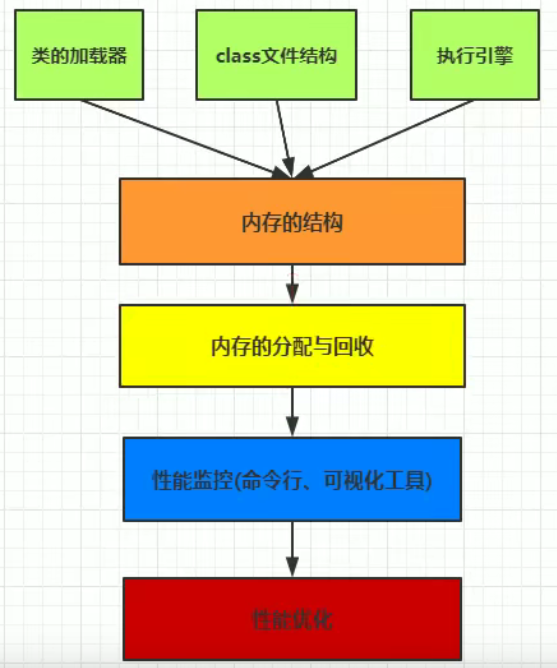 类的加载器
class文件结构
执行引擎
内存的结构
内存的分配与回收
性能监控(命令行、可视化工具)
性能优化